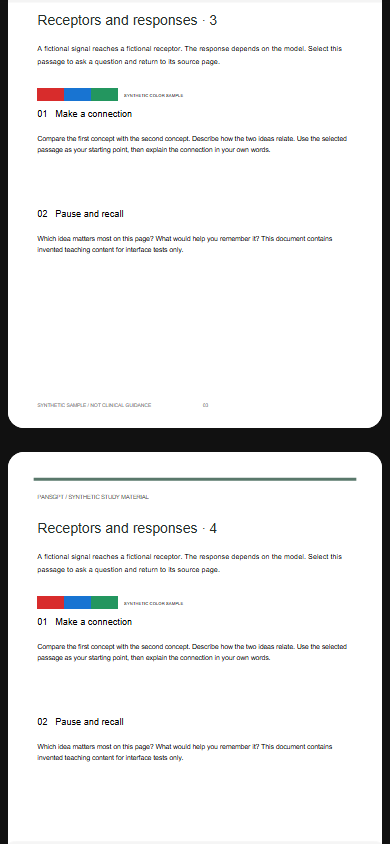 Receptors and responses · 3
A fictional signal reaches a fictional receptor. The response depends on the model. Select this
passage to ask a question and return to its source page.
SYNTHETIC COLOR SAMPLE
01 Make a connection
Compare the first concept with the second concept. Describe how the two ideas relate. Use the selected
passage as your starting point, then explain the connection in your own words.
02 Pause and recall
Which idea matters most on this page? What would help you remember it? This document contains
invented teaching content for interface tests only.
SYNTHETIC SAMPLE / NOT CLINICAL GUIDANCE 03
PANSGPT / SYNTHETIC STUDY MATERIAL
Receptors and responses · 4
A fictional signal reaches a fictional receptor. The response depends on the model. Select this
passage to ask a question and return to its source page.
SYNTHETIC COLOR SAMPLE
01 Make a connection
Compare the first concept with the second concept. Describe how the two ideas relate. Use the selected
passage as your starting point, then explain the connection in your own words.
02 Pause and recall
Which idea matters most on this page? What would help you remember it? This document contains
invented teaching content for interface tests only.